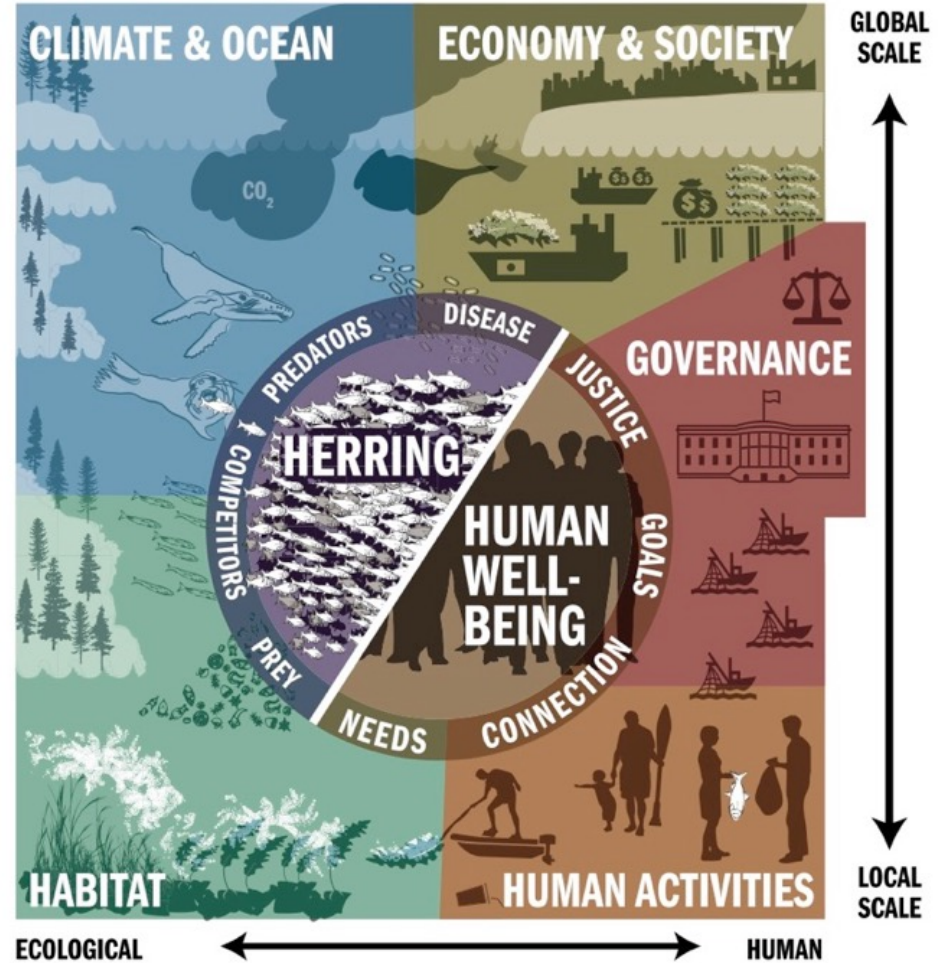 CLIMATE & OCEAN
ECONOMY & SOCIETY
GLOBAL
SCALE
CO2
$$
DISEASE
PREDATORS
JUSTICE
GOVERNANCE
HERRING
COMPETITORS
HUMAN
WELL-
BEING
GOALS
PREY
CONNECTION
NEEDS
HABITAT
HUMAN ACTIVITIES
LOCAL
SCALE
ECOLOGICAL
HUMAN